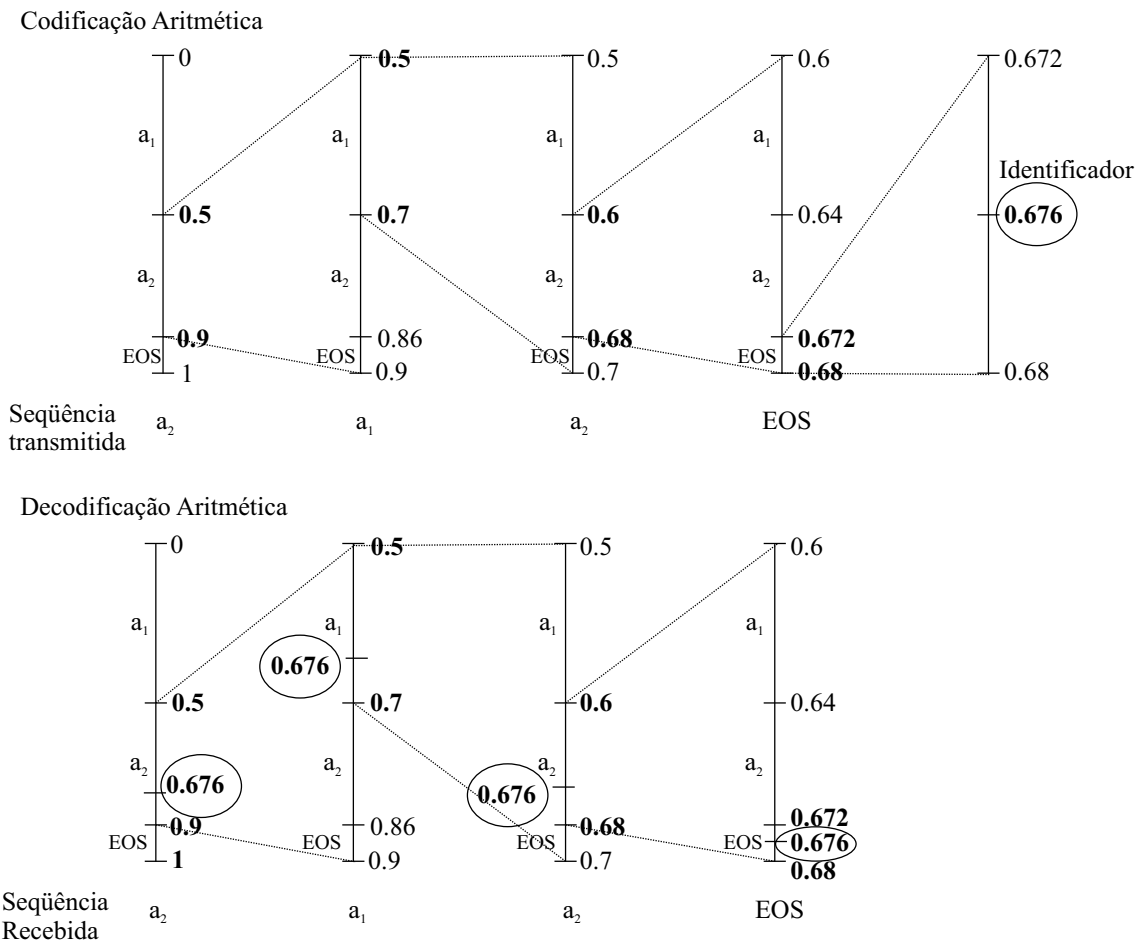 Codificação Aritmética
0 0.5 0.5 0.6 0.672
a₁ a₁ a₁ a₁
Identificador
0.5 0.7 0.6 0.64 0.676
a₂ a₂ a₂ a₂
0.9 0.86 0.68 0.672
EOS EOS EOS EOS
1 0.9 0.7 0.68 0.68
Seqüência
transmitida a₂ a₁ a₂ EOS
Decodificação Aritmética
0 0.5 0.5 0.6
a₁ a₁ a₁ a₁
0.676
0.5 0.7 0.6 0.64
a₂ a₂ a₂ a₂
0.676 0.676
0.9 0.86 0.68 0.672
EOS EOS EOS EOS 0.676
1 0.9 0.7 0.68
Seqüência
Recebida a₂ a₁ a₂ EOS